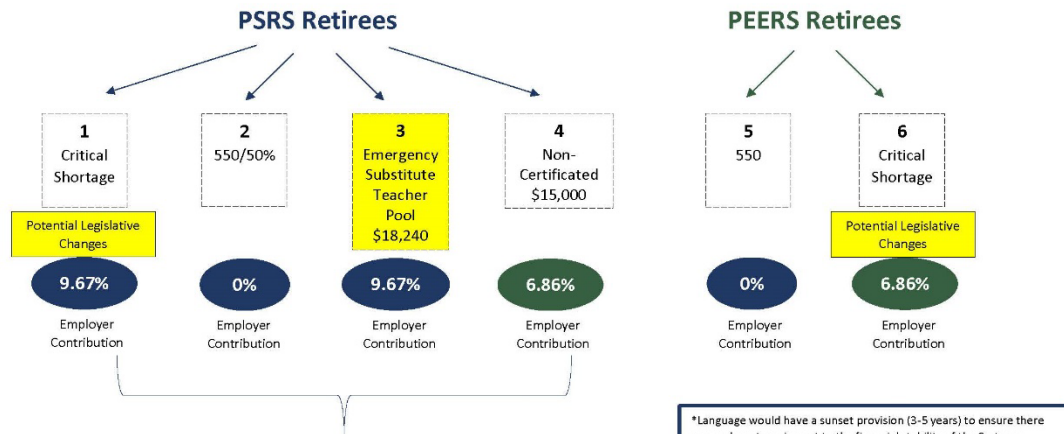 PSRS Retirees
PEERS Retirees
1
Critical
Shortage
2
550/50%
3
Emergency
Substitute
Teacher
Pool
$18,240
4
Non-
Certificated
$15,000
5
550
6
Critical
Shortage
Potential Legislative
Changes
Potential Legislative
Changes
9.67%
0%
9.67%
6.86%
0%
6.86%
Employer
Contribution
Employer
Contribution
Employer
Contribution
Employer
Contribution
Employer
Contribution
Employer
Contribution
*Language would have a sunset provision (3-5 years) to ensure there